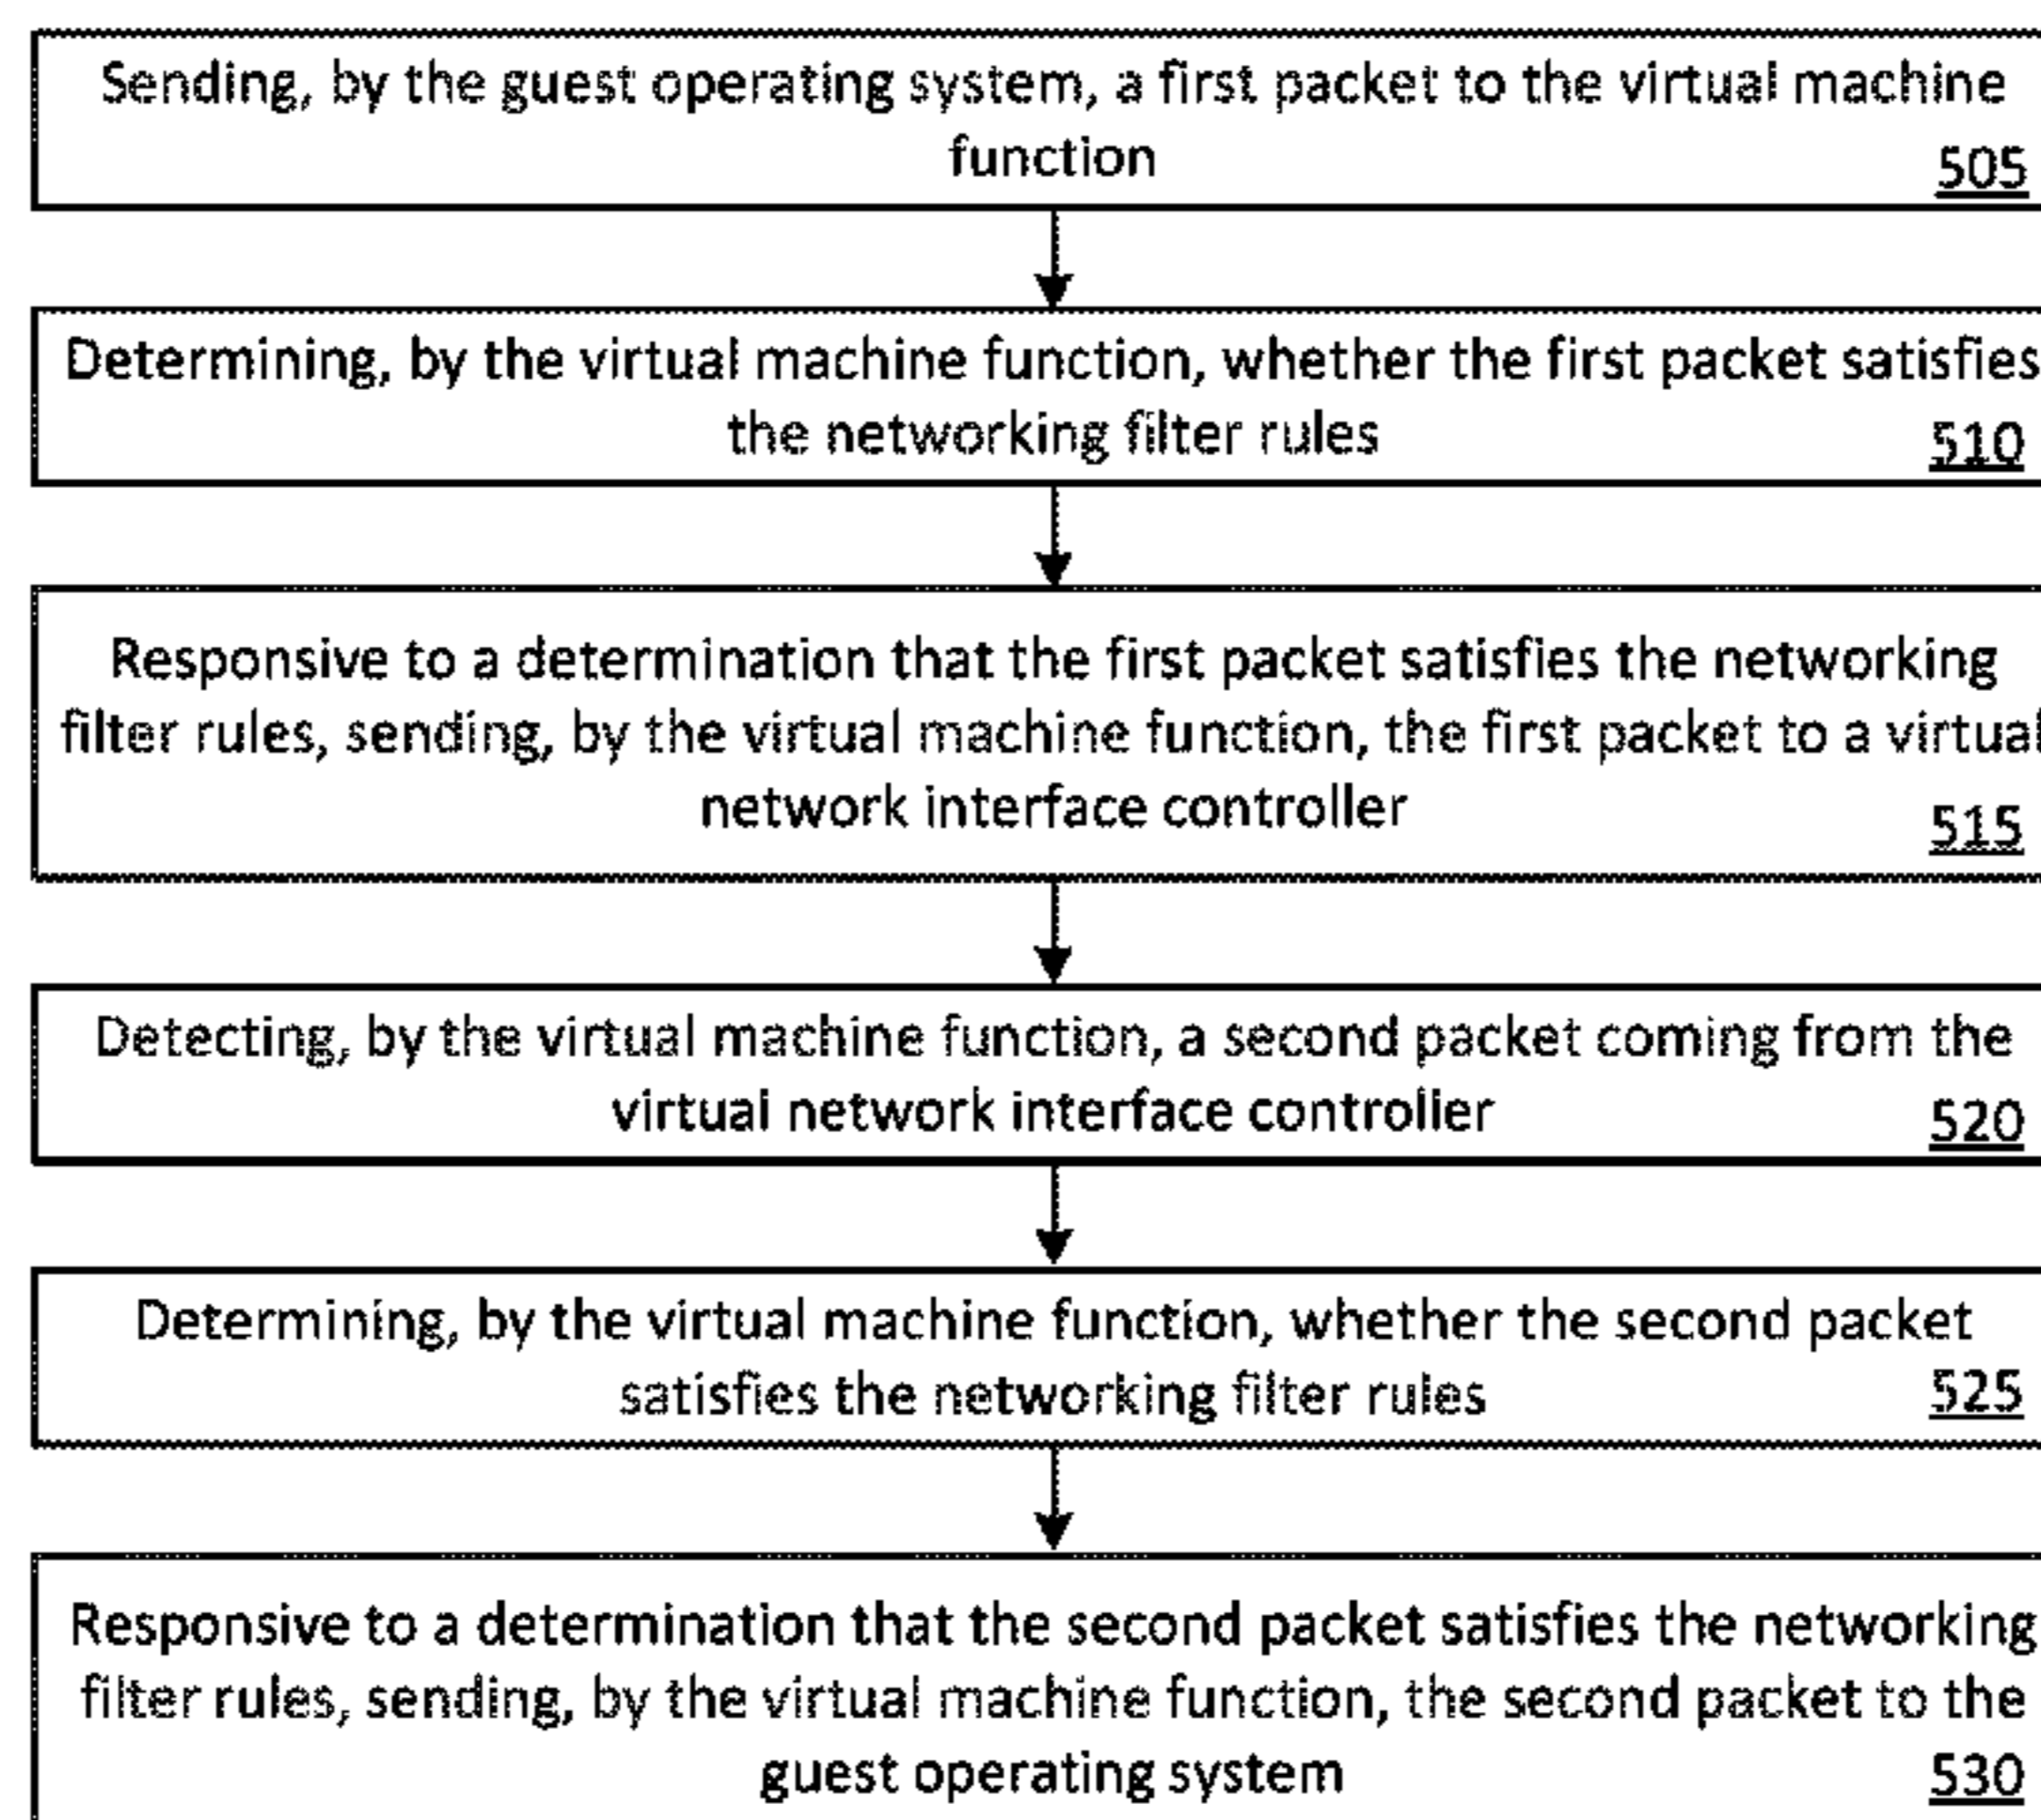 Sending, by the guest operating system, a first packet to the virtual machine
function
505
Determining, by the virtual machine function, whether the first packet satisfies
the networking filter rules
510
Responsive to a determination that the first packet satisfies the networking
filter rules, sending, by the virtual machine function, the first packet to a virtual
network interface controller
515
Detecting, by the virtual machine function, a second packet coming from the
virtual network interface controller
520
Determining, by the virtual machine function, whether the second packet
satisfies the networking filter rules
525
Responsive to a determination that the second packet satisfies the networking
filter rules, sending, by the virtual machine function, the second packet to the
guest operating system
530